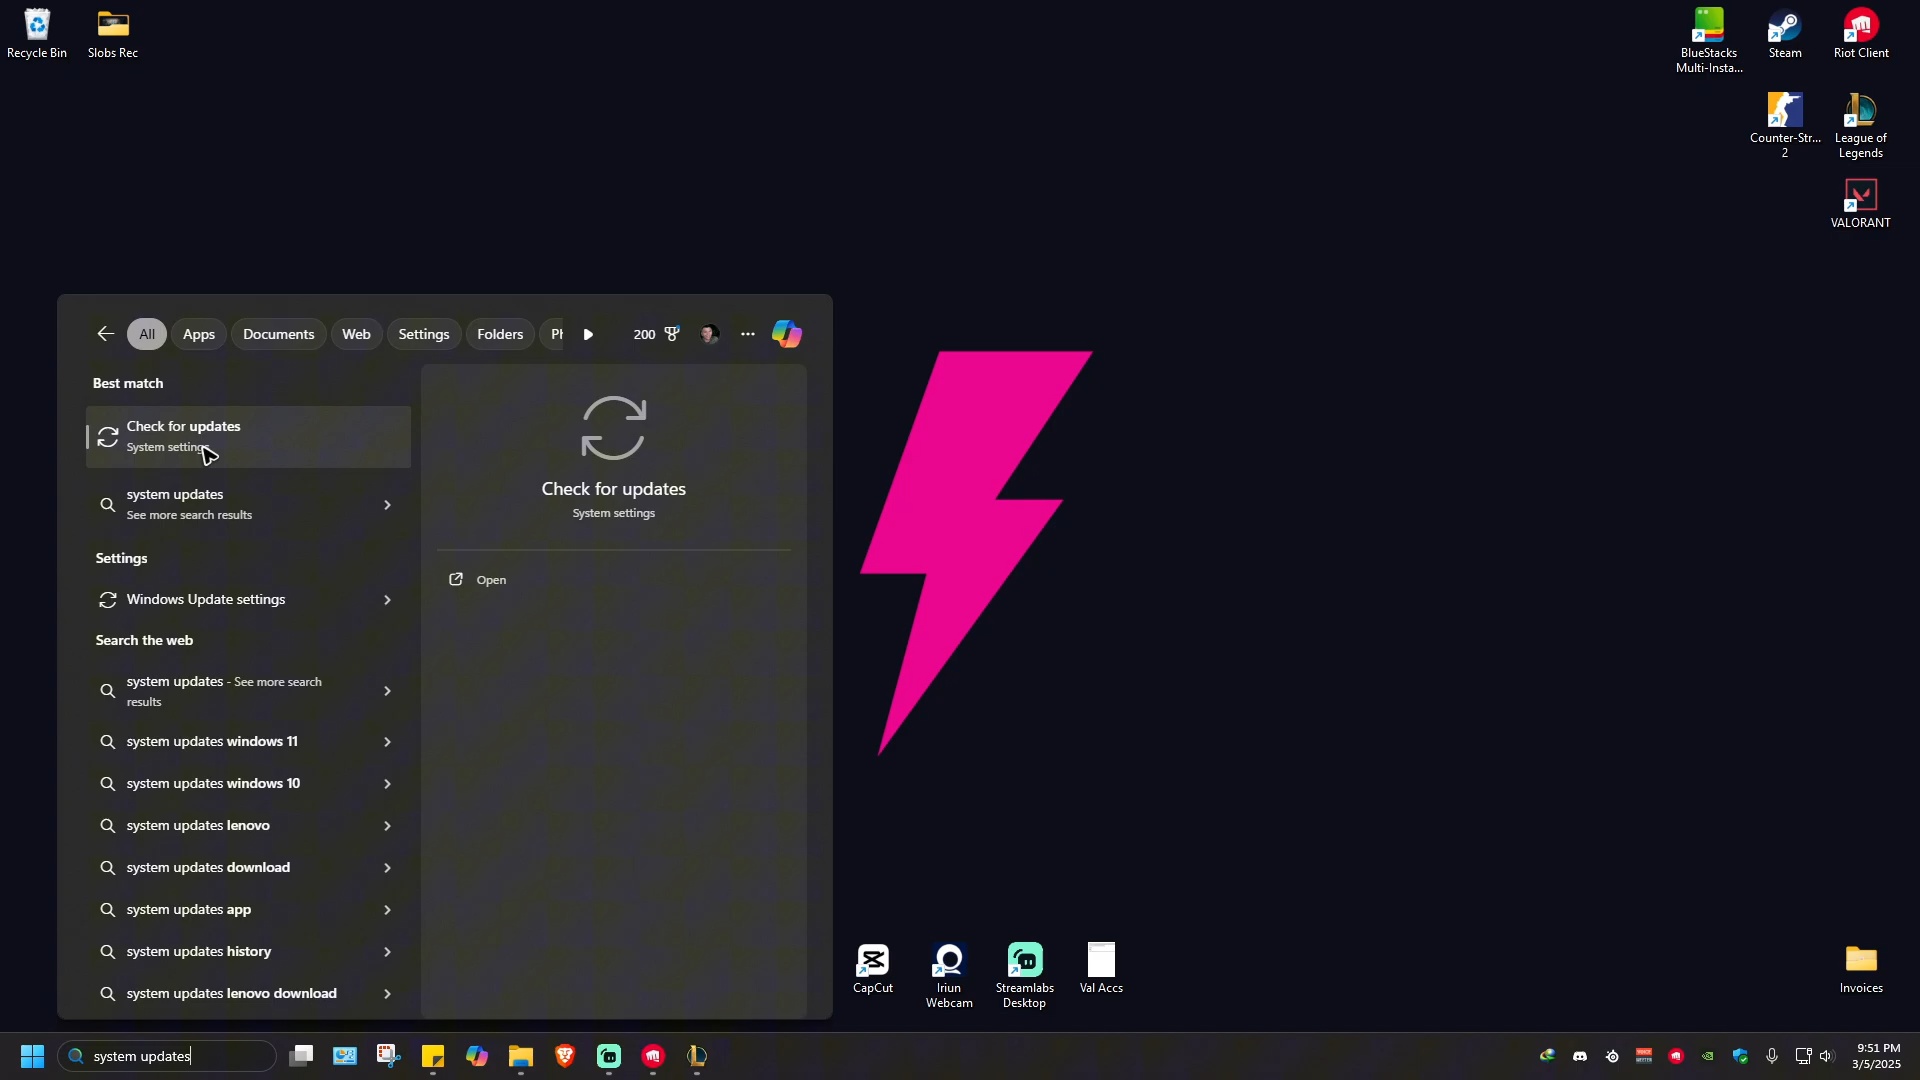 Recycle Bin
Slobs Rec
BlueStacks
Multi-Insta...
Steam
Riot Client
Counter-Str...
2
League of
Legends
VALORANT
All
Apps
Documents
Web
Settings
Folders
Ph
200
Best match
Check for updates
System settings
system updates
See more search results
Settings
Windows Update settings
Search the web
system updates - See more search
results
system updates windows 11
system updates windows 10
system updates lenovo
system updates download
system updates app
system updates history
system updates lenovo download
Check for updates
System settings
Open
CapCut
Iriun
Webcam
Streamlabs
Desktop
Val Accs
Invoices
system updates
9:51 PM
3/5/2025